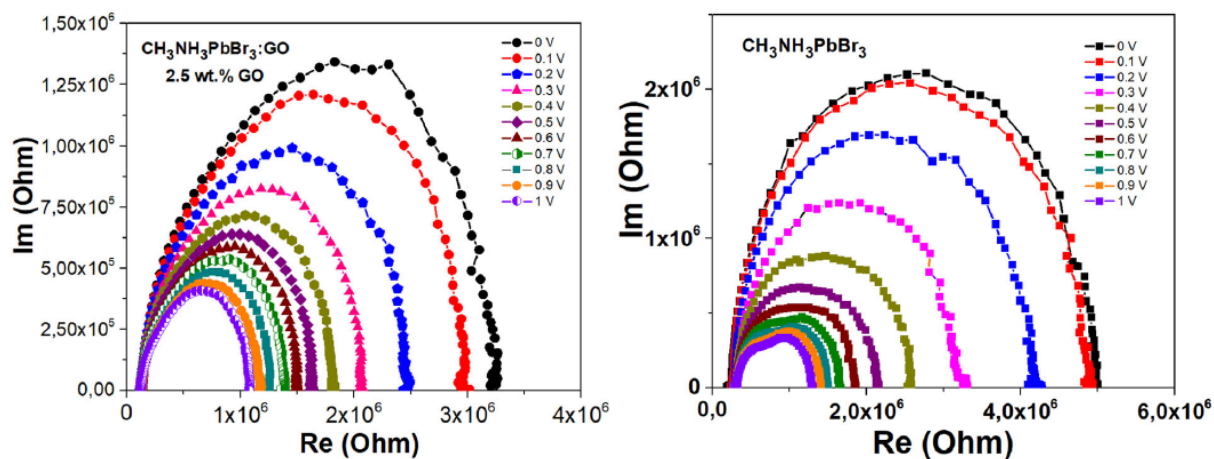 1,50x10⁶
1,25x10⁶
1,00x10⁶
7,50x10⁵
5,00x10⁵
2,50x10⁵
0,00
Im (Ohm)
CH₃NH₃PbBr₃:GO
2.5 wt.% GO
0 V
0.1 V
0.2 V
0.3 V
0.4 V
0.5 V
0.6 V
0.7 V
0.8 V
0.9 V
1 V
0
1x10⁶
2x10⁶
3x10⁶
4x10⁶
Re (Ohm)
2x10⁶
1x10⁶
0
Im (Ohm)
CH₃NH₃PbBr₃
0 V
0.1 V
0.2 V
0.3 V
0.4 V
0.5 V
0.6 V
0.7 V
0.8 V
0.9 V
1 V
0,0
2,0x10⁶
4,0x10⁶
6,0x10⁶
Re (Ohm)